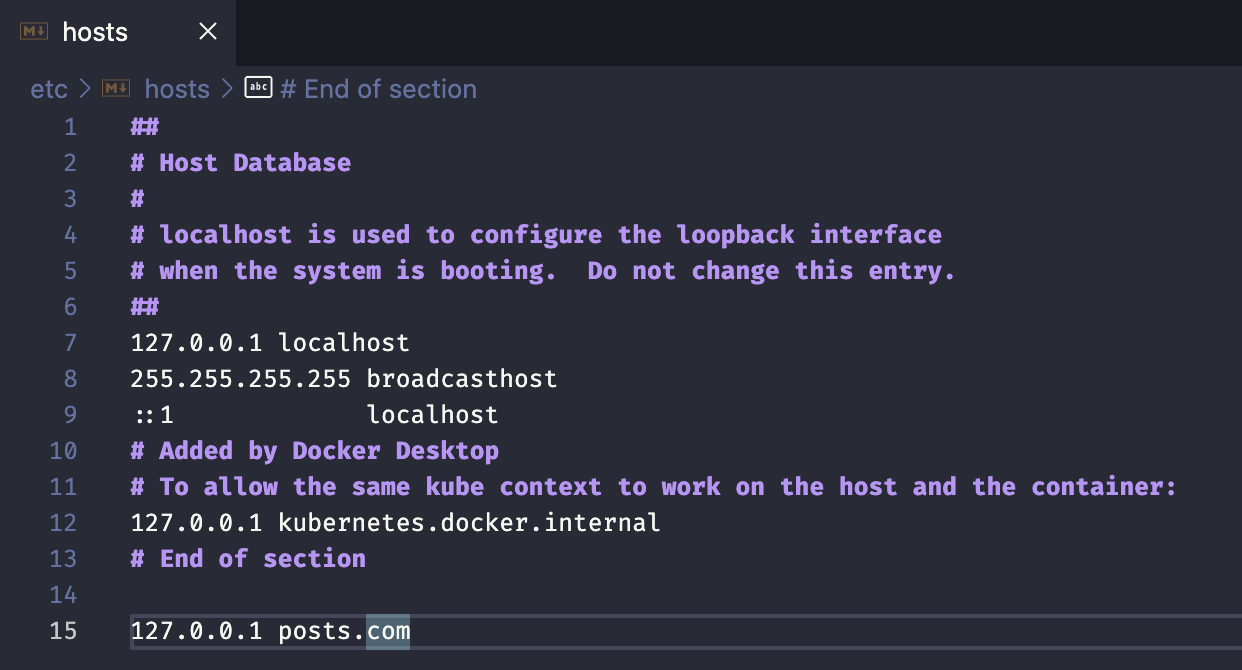 M↓ hosts ×
etc > M↓ hosts > abc # End of section
1 ##
2 # Host Database
3 #
4 # localhost is used to configure the loopback interface
5 # when the system is booting.  Do not change this entry.
6 ##
7 127.0.0.1 localhost
8 255.255.255.255 broadcasthost
9 ::1             localhost
10 # Added by Docker Desktop
11 # To allow the same kube context to work on the host and the container:
12 127.0.0.1 kubernetes.docker.internal
13 # End of section
14
15 127.0.0.1 posts.com